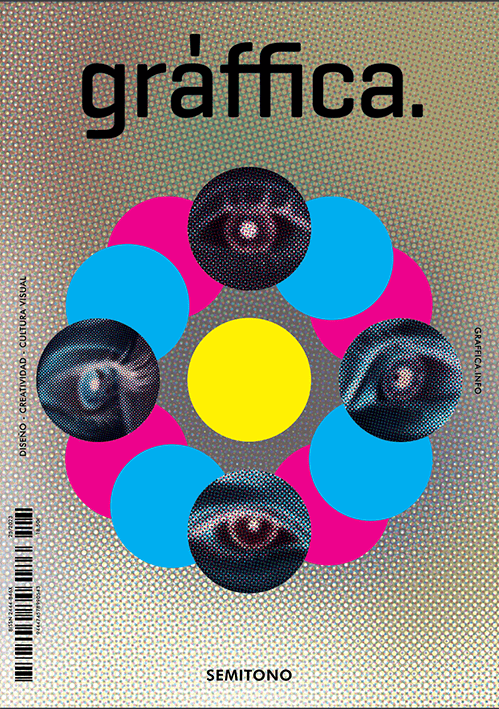 gráffica.
DISEÑO · CREATIVIDAD · CULTURA VISUAL
GRAFFICA.INFO
SEMITONO